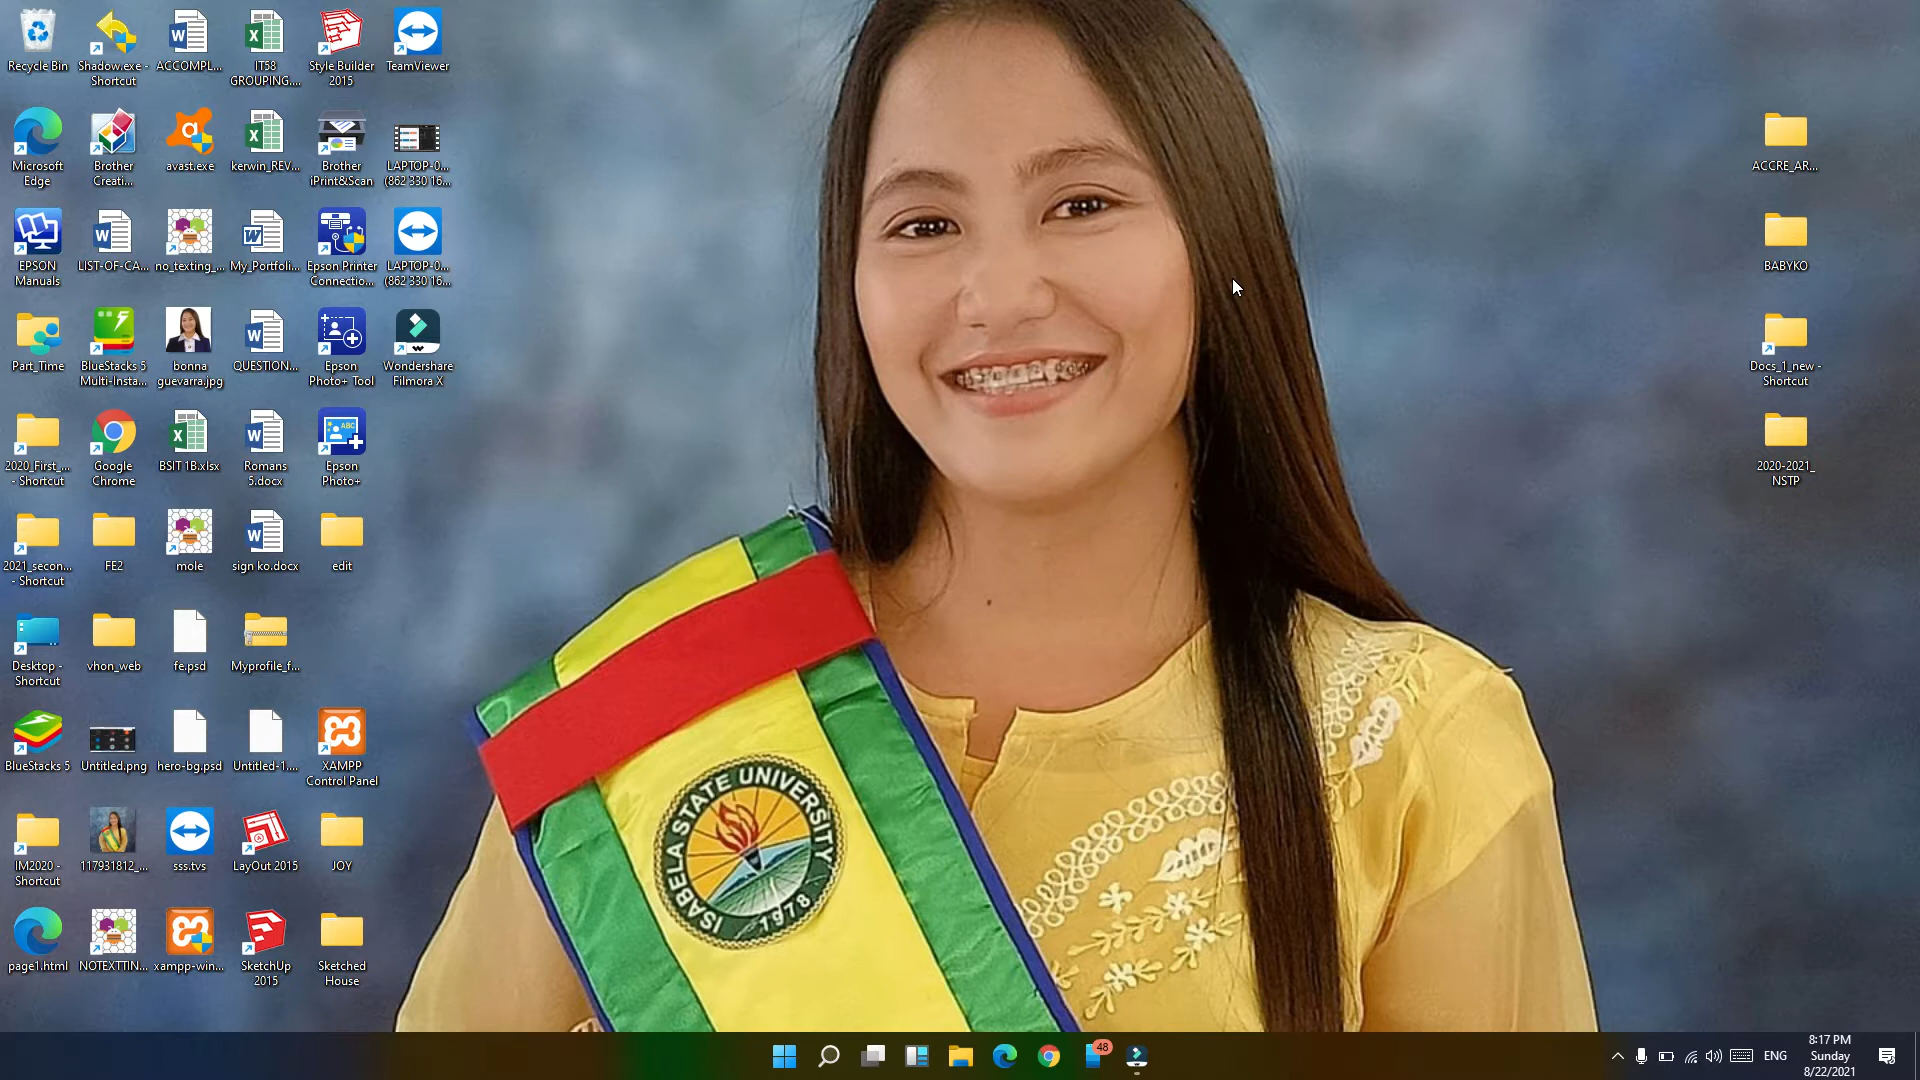 Recycle Bin
Shadow.exe - Shortcut
ACCOMPL...
IT58 GROUPING....
Style Builder 2015
TeamViewer
Microsoft Edge
Brother Creati...
avast.exe
kerwin_REV...
Brother iPrint&Scan
LAPTOP-0... (862 330 16...
ACCRE_AR...
EPSON Manuals
LIST-OF-CA...
no_texting_...
My_Portfoli...
Epson Printer Connectio...
LAPTOP-0... (862 330 16...
BABYKO
Part_Time
BlueStacks 5 Multi-Insta...
bonna guevarra.jpg
QUESTION...
Epson Photo+ Tool
Wondershare Filmora X
Docs_1_new - Shortcut
2020_First_... - Shortcut
Google Chrome
BSIT 1B.xlsx
Romans 5.docx
Epson Photo+
2020-2021_ NSTP
2021_secon... - Shortcut
FE2
mole
sign ko.docx
edit
Desktop - Shortcut
vhon_web
fe.psd
Myprofile_f...
BlueStacks 5
Untitled.png
hero-bg.psd
Untitled-1....
XAMPP Control Panel
IM2020 - Shortcut
117931812_...
sss.tvs
LayOut 2015
JOY
page1.html
NOTEXTTIN...
xampp-win...
SketchUp 2015
Sketched House
ISABELA STATE UNIVERSITY
1978
48
ENG
8:17 PM
Sunday
8/22/2021